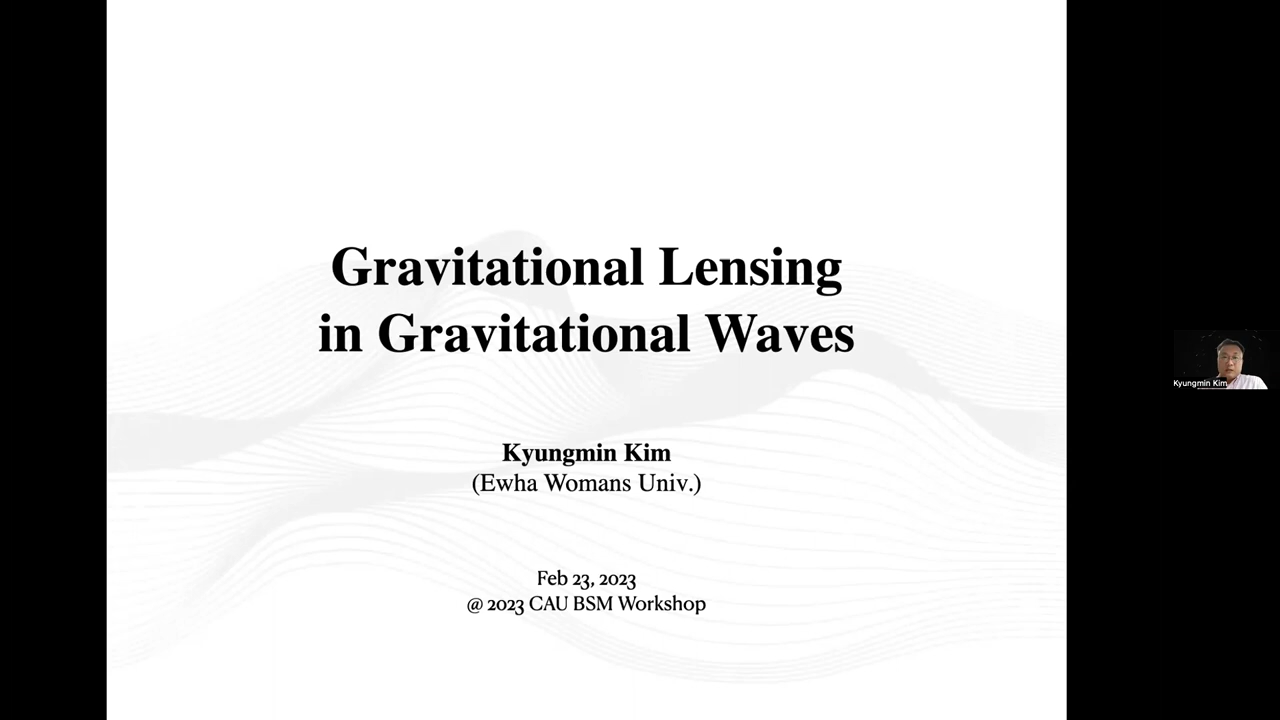 Gravitational Lensing
in Gravitational Waves
Kyungmin Kim
(Ewha Womans Univ.)
Feb 23, 2023
@ 2023 CAU BSM Workshop
Kyungmin Kim